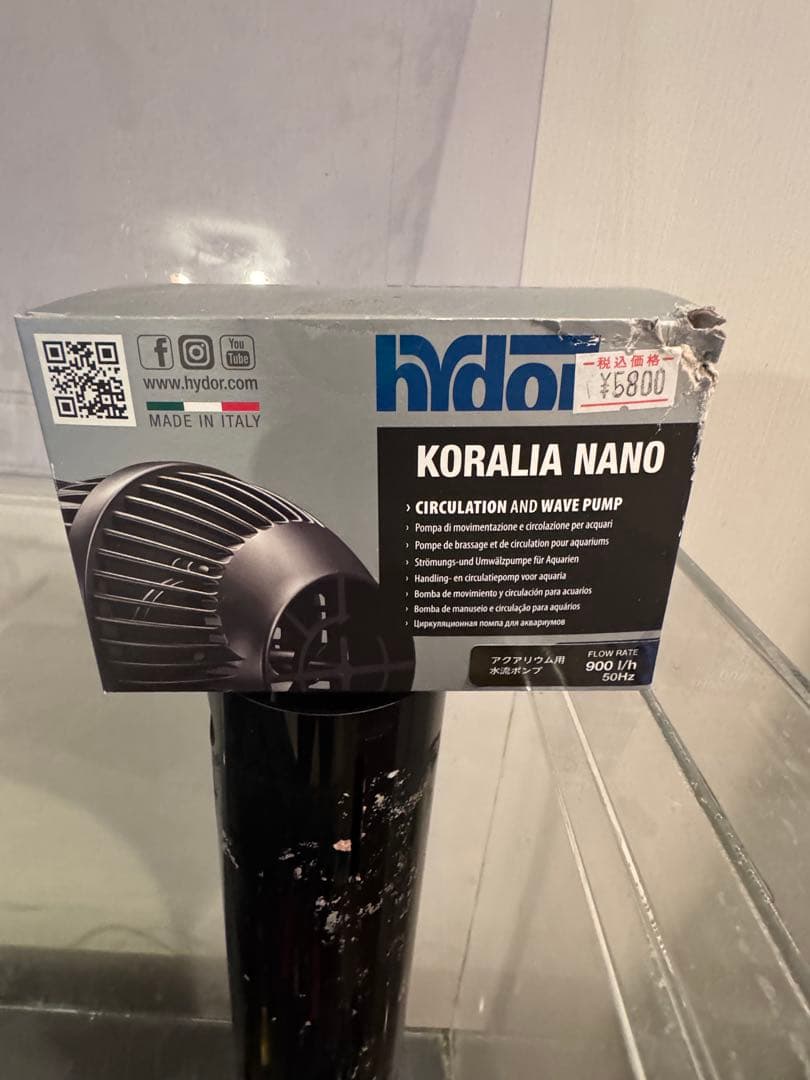 You
Tube
www.hydor.com
MADE IN ITALY
hydor
税込価格
¥5800
KORALIA NANO
› CIRCULATION AND WAVE PUMP
› Pompa di movimentazione e circolazione per acquari
› Pompe de brassage et de circulation pour aquariums
› Strömungs-und Umwälzpumpe für Aquarien
› Handling- en circulatiepomp voor aquaria
› Bomba de movimiento y circulación para acuarios
› Bomba de manuseio e circulação para aquários
› Циркуляционная помпа для аквариумов
アクアリウム用
水流ポンプ
FLOW RATE
900 l/h
50Hz